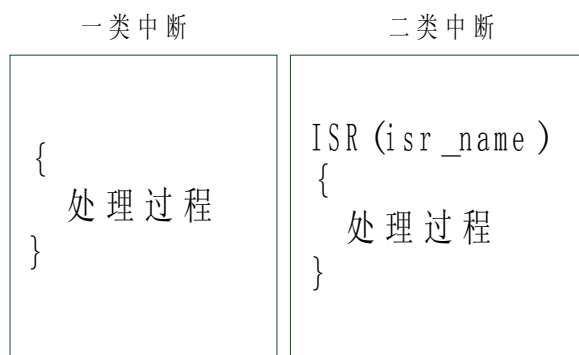 一类中断
二类中断
{
处理过程
}
ISR(isr_name)
{
处理过程
}